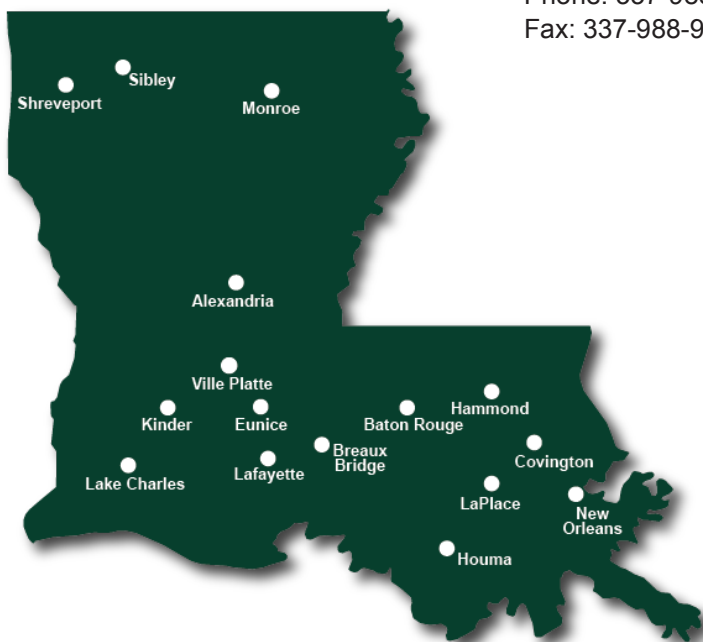 Fax: 337-988-9
Sibley
Shreveport
Monroe
Alexandria
Ville Platte
Kinder
Eunice
Baton Rouge
Hammond
Breaux
Bridge
Covington
Lake Charles
Lafayette
LaPlace
New
Orleans
Houma